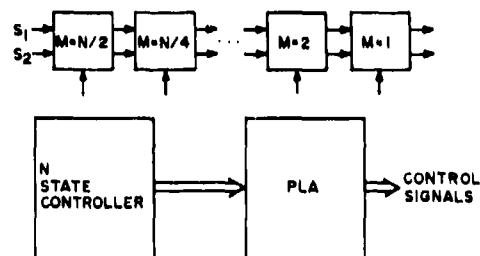 S1
S2
M=N/2
M=N/4
...
M=2
M=1
N
STATE
CONTROLLER
PLA
CONTROL
SIGNALS